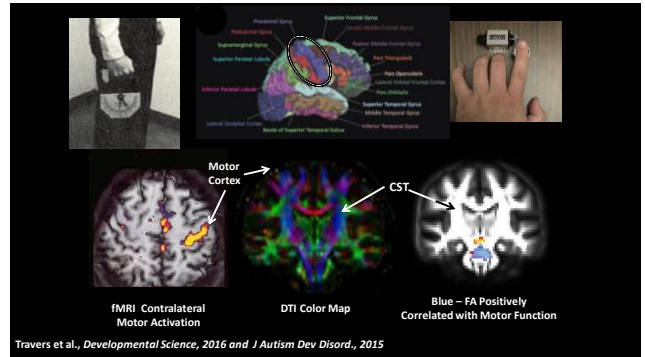 Precentral Gyrus
Superior Frontal Gyrus
Postcentral Gyrus
Caudal Middle Frontal Gyrus
Supramarginal Gyrus
Rostral Middle Frontal Gyrus
Superior Parietal Lobule
Pars Triangularis
Pars Opercularis
Lateral Orbital Frontal Cortex
Inferior Parietal Lobule
Pars Orbitalis
Superior Temporal Gyrus
Middle Temporal Gyrus
Lateral Occipital Cortex
Inferior Temporal Gyrus
Banks of Superior Temporal Sulcus
Motor
Cortex
CST
fMRI Contralateral
Motor Activation
DTI Color Map
Blue – FA Positively
Correlated with Motor Function
Travers et al., Developmental Science, 2016 and J Autism Dev Disord., 2015